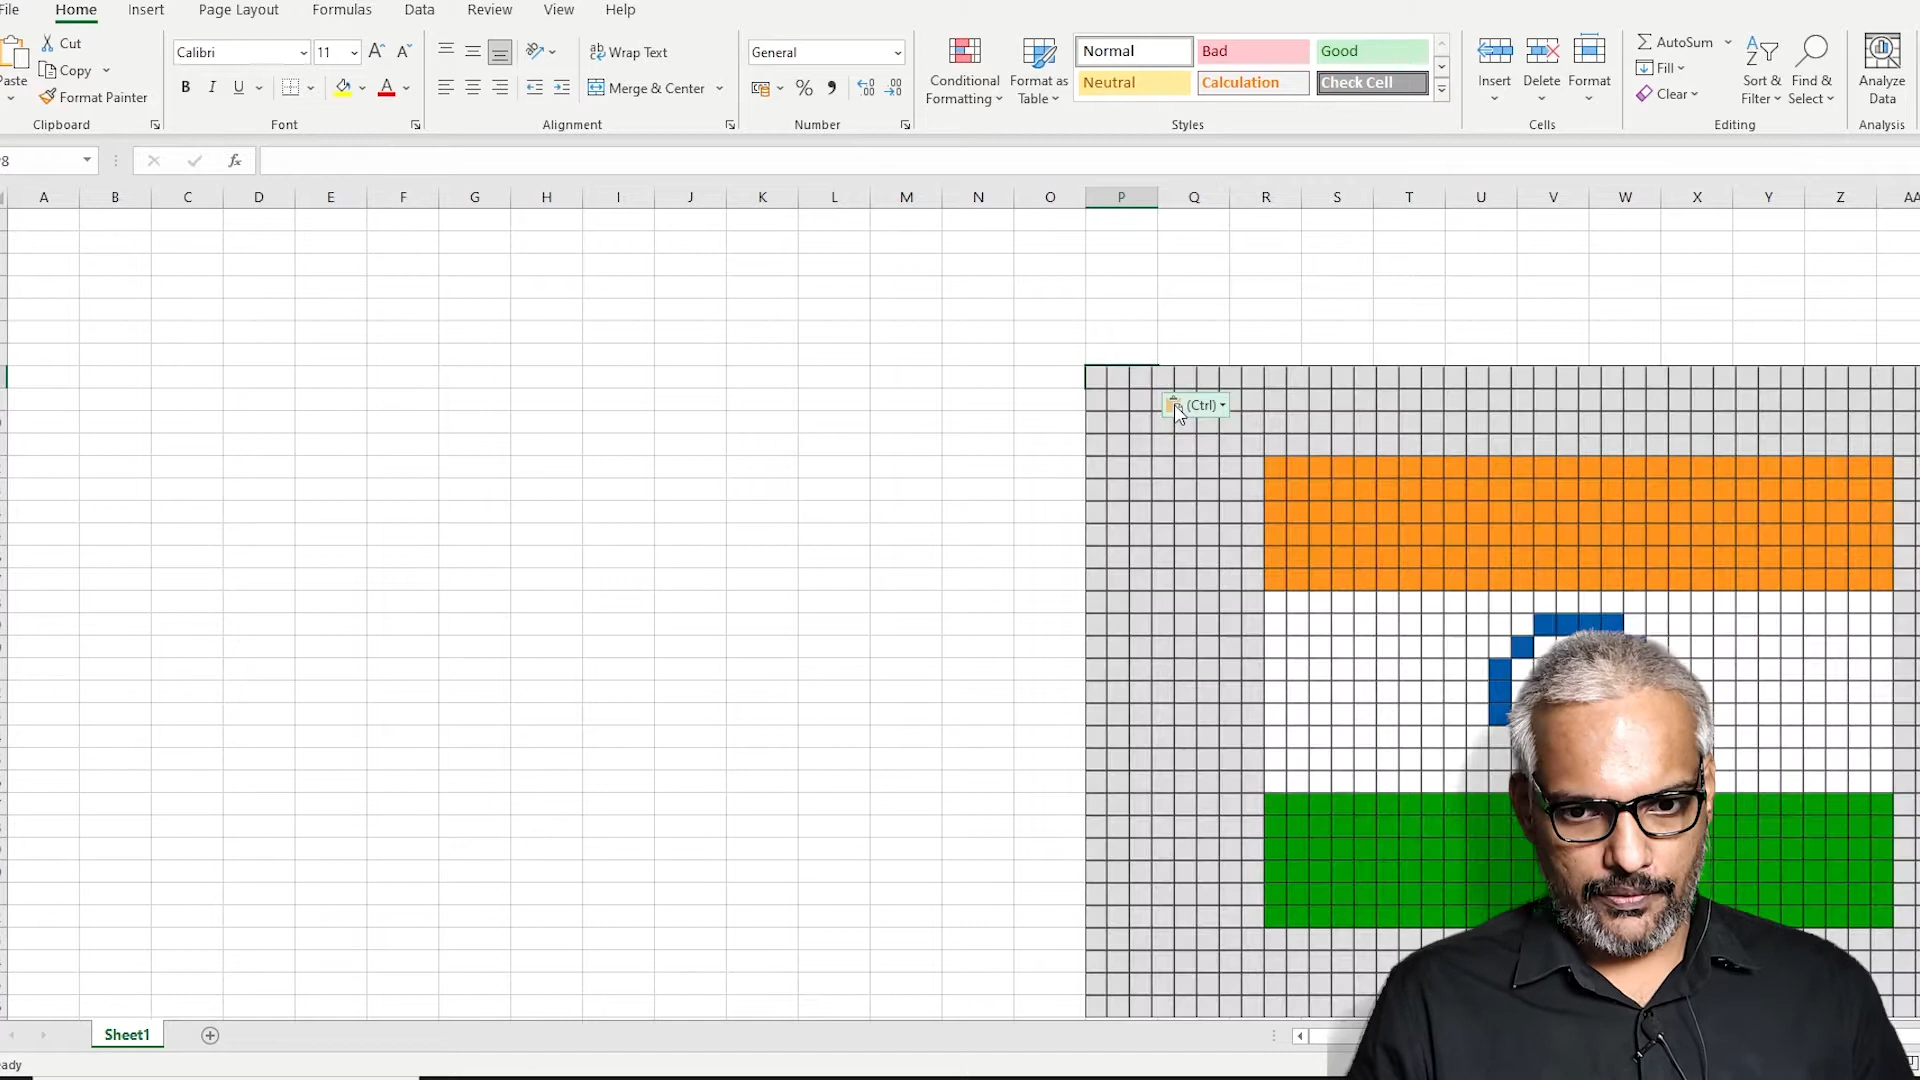 File Home Insert Page Layout Formulas Data Review View Help
Paste Cut Copy Format Painter Clipboard
Calibri 11 B I U A Font
ab Wrap Text Merge & Center Alignment
General % Number
Conditional Formatting Format as Table
Normal Bad Good
Neutral Calculation Check Cell
Styles
Insert Delete Format
Cells
AutoSum Fill Clear
Sort & Filter Find & Select
Editing
Analyze Data
Analysis
P8 fx
A B C D E F G H I J K L M N O P Q R S T U V W X Y Z AA
(Ctrl)
Sheet1